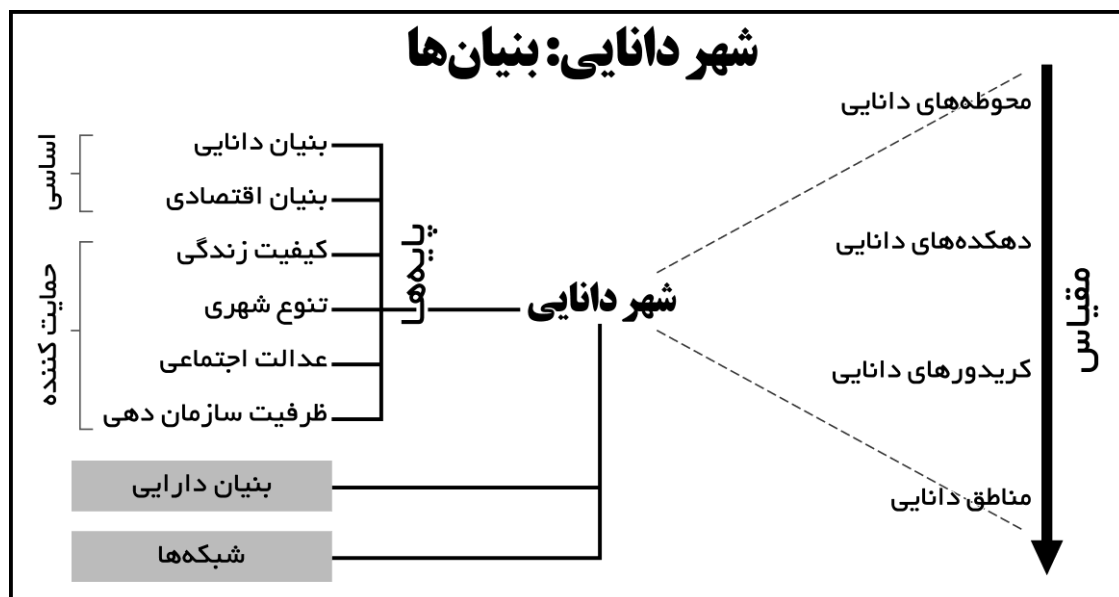 شهر دانایی: بنیان‌ها
محوطه‌های دانایی
دهکده‌های دانایی
کریدورهای دانایی
مناطق دانایی
مقیاس
شهر دانایی
پایه‌ها
بنیان دانایی
بنیان اقتصادی
کیفیت زندگی
تنوع شهری
عدالت اجتماعی
ظرفیت سازمان دهی
اساسی
حمایت کننده
بنیان دارایی
شبکه‌ها